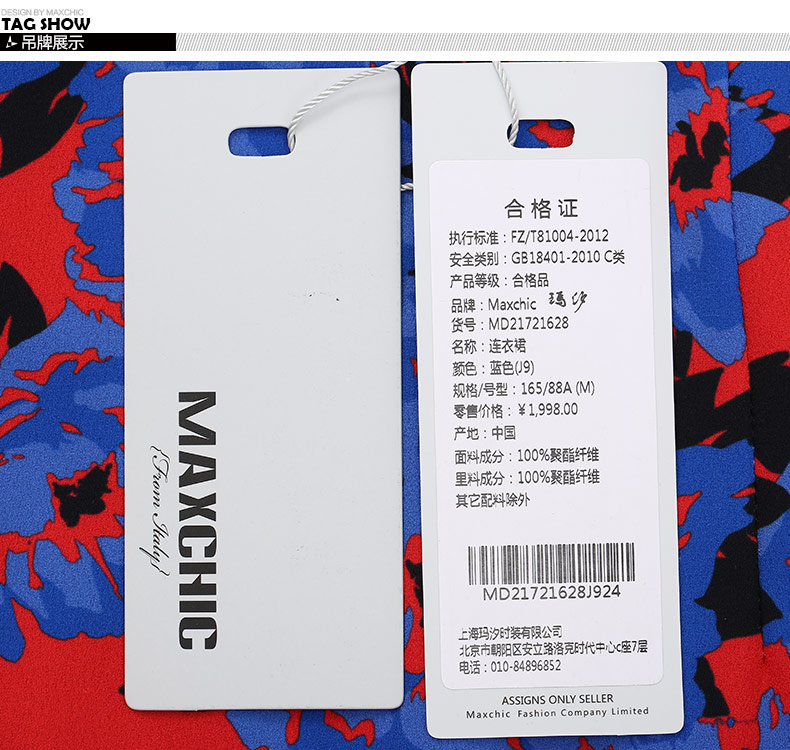 DESIGN BY MAXCHIC
TAG SHOW
吊牌展示
MAXCHIC
{From Italy}
合格证
执行标准：FZ/T81004-2012
安全类别：GB18401-2010 C类
产品等级：合格品
品牌：Maxchic 玛汐
货号：MD21721628
名称：连衣裙
颜色：蓝色(J9)
规格/号型：165/88A (M)
零售价格：￥1,998.00
产地：中国
面料成分：100%聚酯纤维
里料成分：100%聚酯纤维
其它配料除外
MD21721628J924
上海玛汐时装有限公司
北京市朝阳区安立路洛克时代中心c座7层
电话：010-84896852
ASSIGNS ONLY SELLER
Maxchic Fashion Company Limited